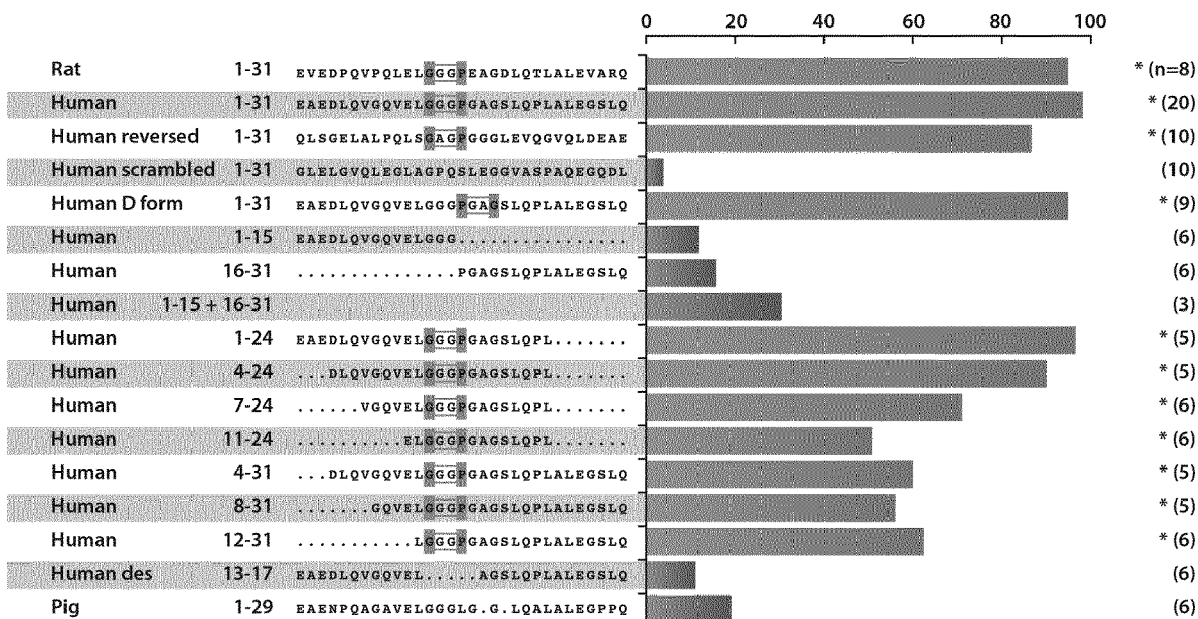 0 20 40 60 80 100
Rat 1-31 EVEDPQVPQLELGGGPEAGDLQTLALEVARQ * (n=8)
Human 1-31 EAEDLQVGQVELGGGPGAGSLQPLALEGSLQ * (20)
Human reversed 1-31 QLSGELALPQLSGAGPGGGLEVQGVQLDEAE * (10)
Human scrambled 1-31 GLELGVQLEGLAGPQSLEGGVASPAQEGQDL (10)
Human D form 1-31 EAEDLQVGQVELGGGPGAGSLQPLALEGSLQ * (9)
Human 1-15 EAEDLQVGQVELGGG................ (6)
Human 16-31 ...............PGAGSLQPLALEGSLQ (6)
Human 1-15 + 16-31 (3)
Human 1-24 EAEDLQVGQVELGGGPGAGSLQPL....... * (5)
Human 4-24 ...DLQVGQVELGGGPGAGSLQPL....... * (5)
Human 7-24 ......VGQVELGGGPGAGSLQPL....... * (6)
Human 11-24 ..........ELGGGPGAGSLQPL....... * (6)
Human 4-31 ...DLQVGQVELGGGPGAGSLQPLALEGSLQ * (5)
Human 8-31 .......GQVELGGGPGAGSLQPLALEGSLQ * (5)
Human 12-31 ...........LGGGPGAGSLQPLALEGSLQ * (6)
Human des 13-17 EAEDLQVGQVEL.....AGSLQPLALEGSLQ (6)
Pig 1-29 EAENPQAGAVELGGGLG.G.LQALALEGPPQ (6)